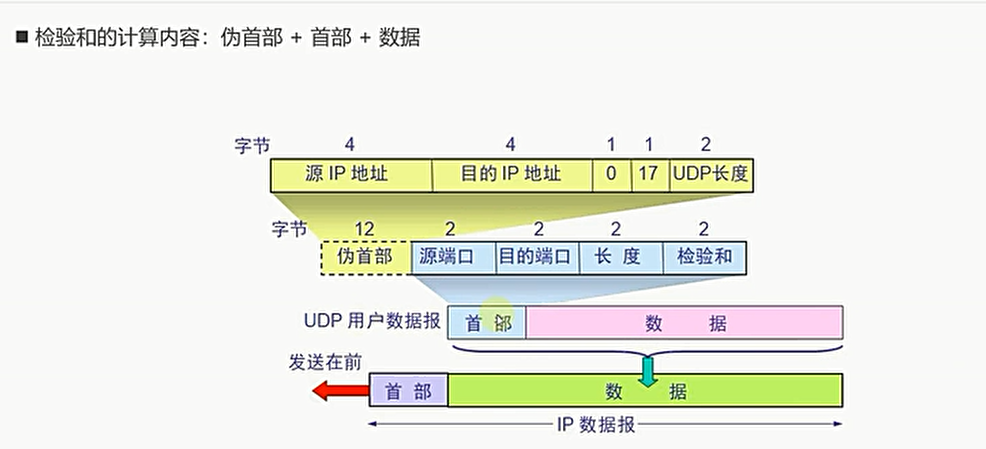 ■ 检验和的计算内容：伪首部 + 首部 + 数据
字节 4 4 1 1 2
源 IP 地址 目的 IP 地址 0 17 UDP长度
字节 12 2 2 2 2
伪首部 源端口 目的端口 长 度 检验和
UDP 用户数据报 首 部 数 据
发送在前
首 部 数 据
IP 数据报